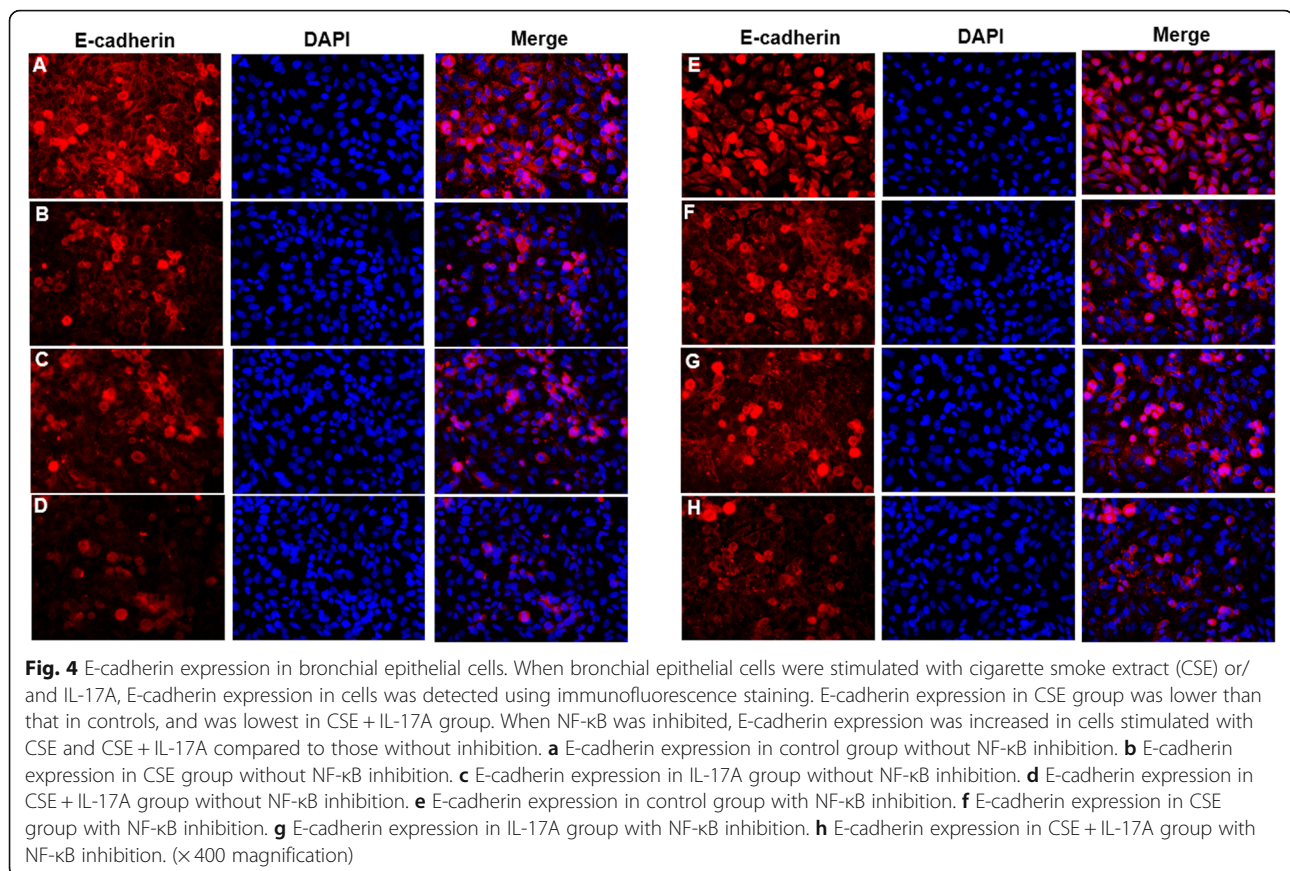 E-cadherin DAPI Merge E-cadherin DAPI Merge
A E
B F
C G
D H
Fig. 4 E-cadherin expression in bronchial epithelial cells. When bronchial epithelial cells were stimulated with cigarette smoke extract (CSE) or/
and IL-17A, E-cadherin expression in cells was detected using immunofluorescence staining. E-cadherin expression in CSE group was lower than
that in controls, and was lowest in CSE + IL-17A group. When NF-κB was inhibited, E-cadherin expression was increased in cells stimulated with
CSE and CSE + IL-17A compared to those without inhibition. a E-cadherin expression in control group without NF-κB inhibition. b E-cadherin
expression in CSE group without NF-κB inhibition. c E-cadherin expression in IL-17A group without NF-κB inhibition. d E-cadherin expression in
CSE + IL-17A group without NF-κB inhibition. e E-cadherin expression in control group with NF-κB inhibition. f E-cadherin expression in CSE
group with NF-κB inhibition. g E-cadherin expression in IL-17A group with NF-κB inhibition. h E-cadherin expression in CSE + IL-17A group with
NF-κB inhibition. (× 400 magnification)